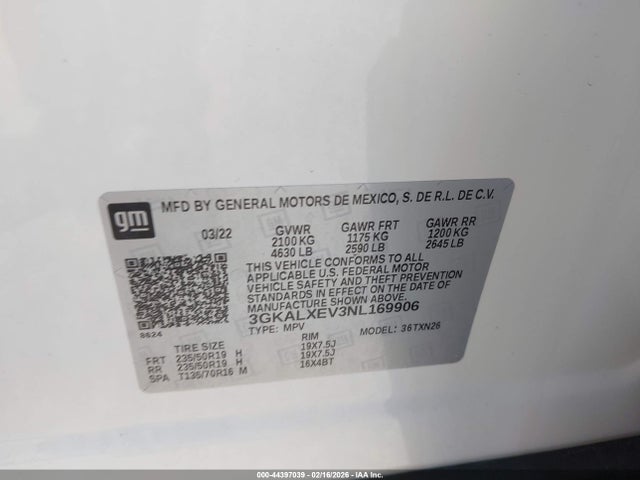 gm
MFD BY GENERAL MOTORS DE MEXICO, S. DE R.L. DE C.V.
03/22 GVWR GAWR FRT GAWR RR
2100 KG 1175 KG 1200 KG
4630 LB 2590 LB 2645 LB
THIS VEHICLE CONFORMS TO ALL
APPLICABLE U.S. FEDERAL MOTOR
VEHICLE SAFETY AND THEFT PREVENTION
STANDARDS IN EFFECT ON THE DATE OF
MANUFACTURE SHOWN ABOVE.
3GKALXEV3NL169906
8624
TYPE: MPV MODEL: 36TXN26
TIRE SIZE RIM
FRT 235/50R19 H 19X7.5J
RR 235/50R19 H 19X7.5J
SPA T135/70R16 M 16X4BT
000-44397039 - 02/16/2026 - IAA Inc.